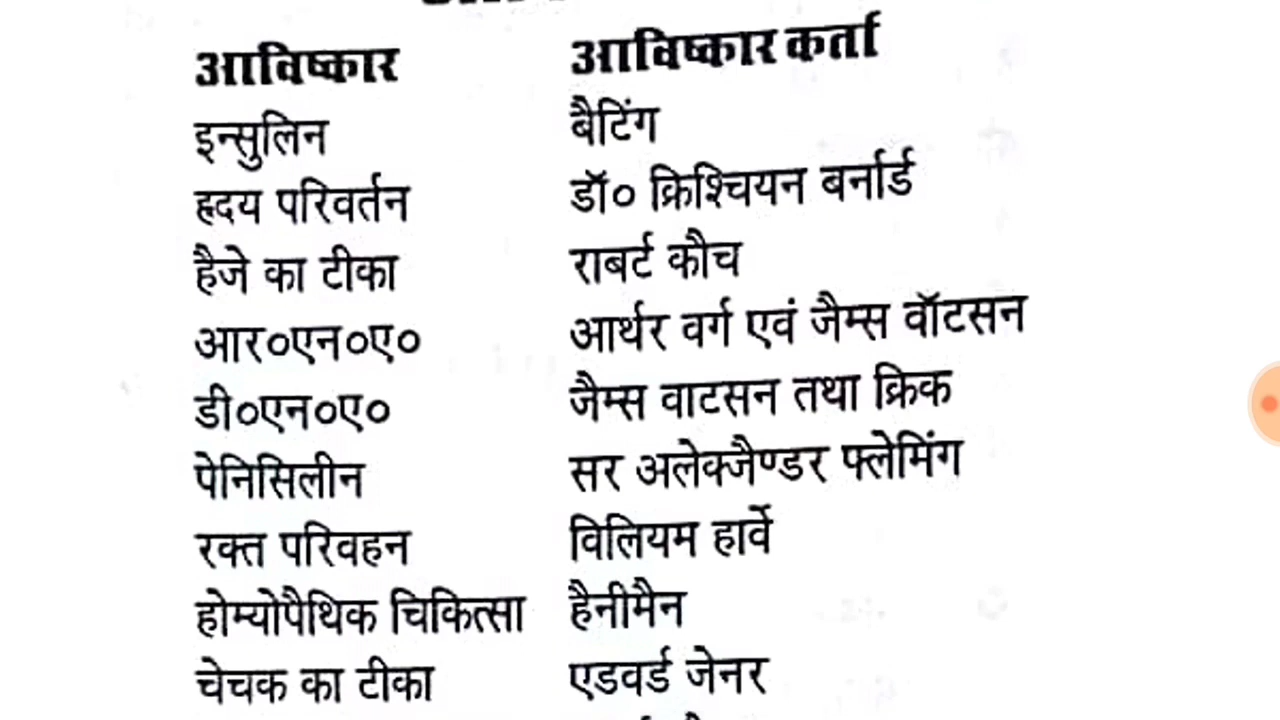 आविष्कार आविष्कार कर्ता
इन्सुलिन बैटिंग
हृदय परिवर्तन डॉ० क्रिश्चियन बर्नार्ड
हैजे का टीका राबर्ट कौच
आर०एन०ए० आर्थर वर्ग एवं जैम्स वॉटसन
डी०एन०ए० जैम्स वाटसन तथा क्रिक
पेनिसिलीन सर अलेक्जैण्डर फ्लेमिंग
रक्त परिवहन विलियम हार्वे
होम्योपैथिक चिकित्सा हैनीमैन
चेचक का टीका एडवर्ड जेनर